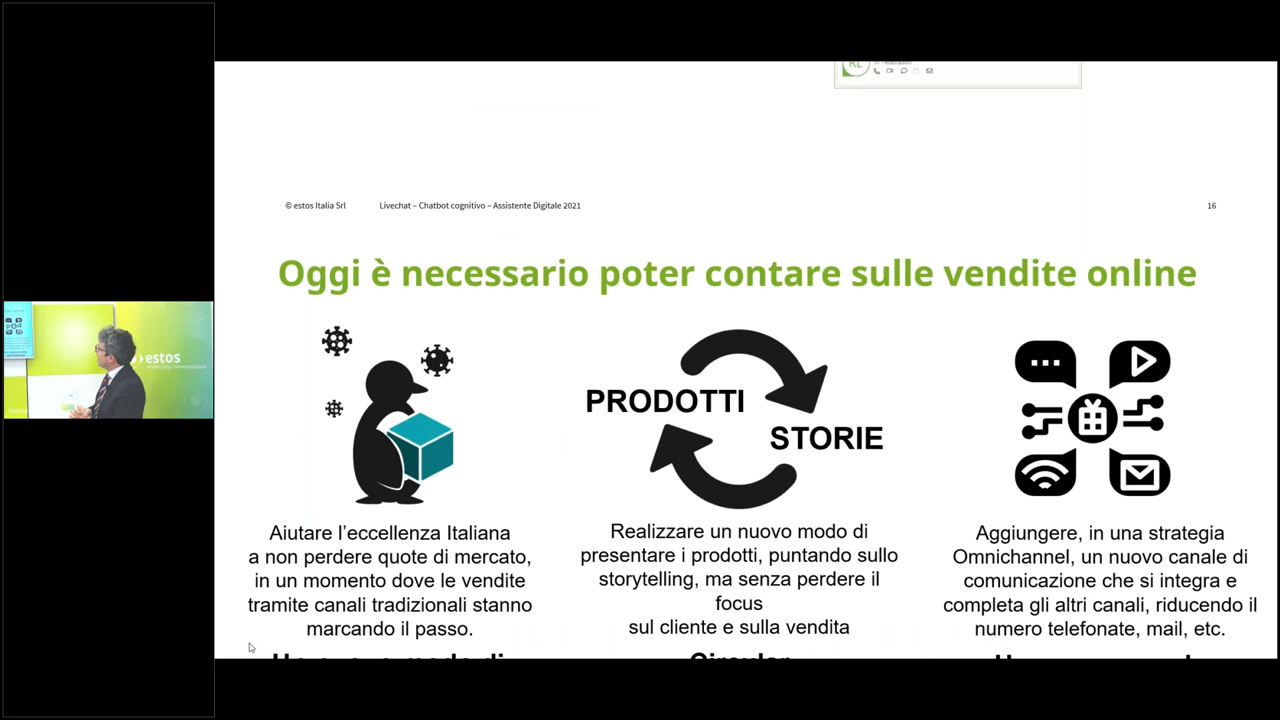 RL
© estos Italia Srl
Livechat – Chatbot cognitivo – Assistente Digitale 2021
16
Oggi è necessario poter contare sulle vendite online
PRODOTTI
STORIE
Aiutare l'eccellenza Italiana
a non perdere quote di mercato,
in un momento dove le vendite
tramite canali tradizionali stanno
marcando il passo.
Realizzare un nuovo modo di
presentare i prodotti, puntando sullo
storytelling, ma senza perdere il
focus
sul cliente e sulla vendita
Aggiungere, in una strategia
Omnichannel, un nuovo canale di
comunicazione che si integra e
completa gli altri canali, riducendo il
numero telefonate, mail, etc.
estos